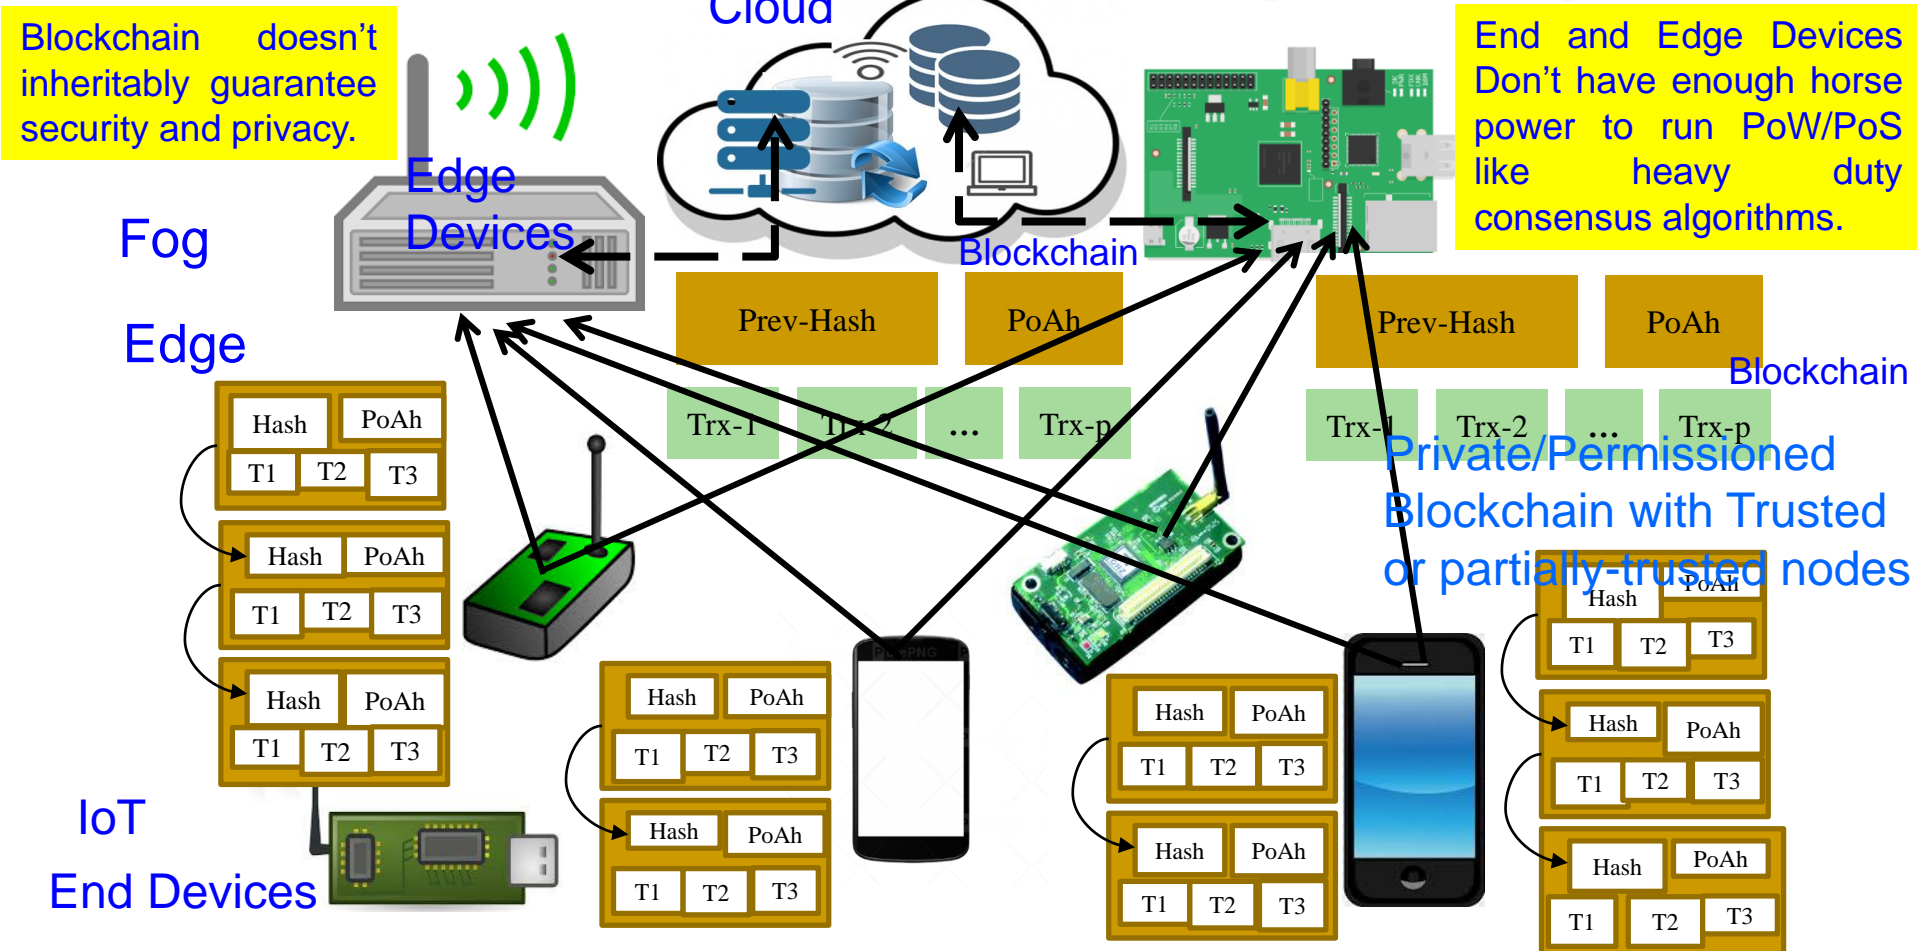 Cloud
Blockchain doesn't
inheritably guarantee
security and privacy.
End and Edge Devices
Don't have enough horse
power to run PoW/PoS
like heavy duty
consensus algorithms.
Edge
Devices
Fog
Edge
Blockchain
Prev-Hash PoAh
Trx-1 Trx-2 ... Trx-p
Prev-Hash PoAh
Blockchain
Trx-1 Trx-2 ... Trx-p
Private/Permissioned
Blockchain with Trusted
or partially-trusted nodes
Hash PoAh
T1 T2 T3
Hash PoAh
T1 T2 T3
Hash PoAh
T1 T2 T3
Hash PoAh
T1 T2 T3
Hash PoAh
T1 T2 T3
Hash PoAh
T1 T2 T3
Hash PoAh
T1 T2 T3
Hash PoAh
T1 T2 T3
Hash PoAh
T1 T2 T3
Hash PoAh
T1 T2 T3
IoT
End Devices